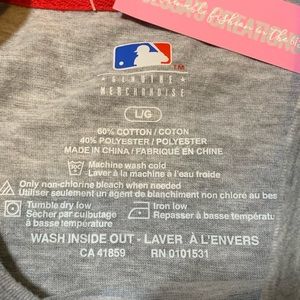 GENUINE
MERCHANDISE
L/G
60% COTTON / COTON
40% POLYESTER / POLYESTER
MADE IN CHINA / FABRIQUÉ EN CHINE
Machine wash cold
Laver à la machine à l'eau froide
Only non-chlorine bleach when needed
Utiliser seulement un agent de blanchiment non chlore au bes
Tumble dry low
Sécher par culbutage
à basse température
Iron low
Repasser à basse températu
WASH INSIDE OUT - LAVER À L'ENVERS
CA 41859 RN 0101531